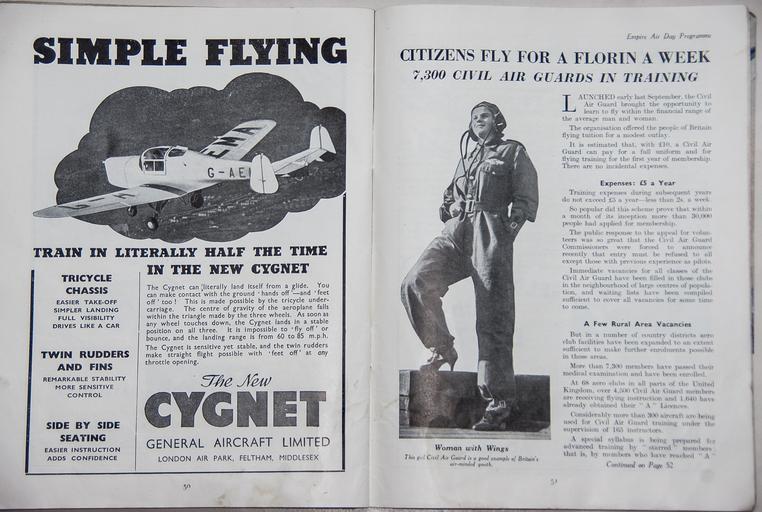 SIMPLE FLYING
G-AE
TRAIN IN LITERALLY HALF THE TIME
IN THE NEW CYGNET
TRICYCLE
CHASSIS
EASIER TAKE-OFF
SIMPLER LANDING
FULL VISIBILITY
DRIVES LIKE A CAR
TWIN RUDDERS
AND FINS
REMARKABLE STABILITY
MORE SENSITIVE
CONTROL
SIDE BY SIDE
SEATING
EASIER INSTRUCTION
ADDS CONFIDENCE
The Cygnet can literally land itself from a glide. You
can make contact with the ground 'hands off'—and 'feet
off' too! This is made possible by the tricycle under-
carriage. The centre of gravity of the aeroplane falls
within the triangle made by the three wheels. As soon as
any wheel touches down, the Cygnet lands in a stable
position on all three. It is impossible to 'fly off' or
bounce, and the landing range is from 60 to 85 m.p.h.
The Cygnet is sensitive yet stable, and the twin rudders
make straight flight possible with 'feet off' at any
throttle opening.
The New
CYGNET
GENERAL AIRCRAFT LIMITED
LONDON AIR PARK, FELTHAM, MIDDLESEX
50
Empire Air Day Programme
CITIZENS FLY FOR A FLORIN A WEEK
7,300 CIVIL AIR GUARDS IN TRAINING
LAUNCHED early last September, the Civil
Air Guard brought the opportunity to
learn to fly within the financial range of
the average man and woman.
The organisation offered the people of Britain
flying tuition for a modest outlay.
It is estimated that, with £10, a Civil Air
Guard can pay for a full uniform and for
flying training for the first year of membership.
There are no incidental expenses.
Expenses: £5 a Year
Training expenses during subsequent years
do not exceed £5 a year—less than 2s. a week.
So popular did this scheme prove that within
a month of its inception more than 30,000
people had applied for membership.
The public response to the appeal for volun-
teers was so great that the Civil Air Guard
Commissioners were forced to announce
recently that entry must be refused to all
except those with previous experience as pilots.
Immediate vacancies for all classes of the
Civil Air Guard have been filled in those clubs
in the neighbourhood of large centres of popula-
tion, and waiting lists have been compiled
sufficient to cover all vacancies for some time
to come.
A Few Rural Area Vacancies
But in a number of country districts aero
club facilities have been expanded to an extent
sufficient to make further enrolments possible
in those areas.
More than 7,300 members have passed their
medical examination and have been enrolled.
At 68 aero clubs in all parts of the United
Kingdom, over 4,500 Civil Air Guard members
are receiving flying instruction and 1,640 have
already obtained their "A" Licences.
Considerably more than 300 aircraft are being
used for Civil Air Guard training under the
supervision of 165 instructors.
A special syllabus is being prepared for
advanced training by "starred" members,
that is, by members who have reached "A"
Continued on Page 52
Woman with Wings
This girl Civil Air Guard is a good example of Britain's
air-minded youth.
51